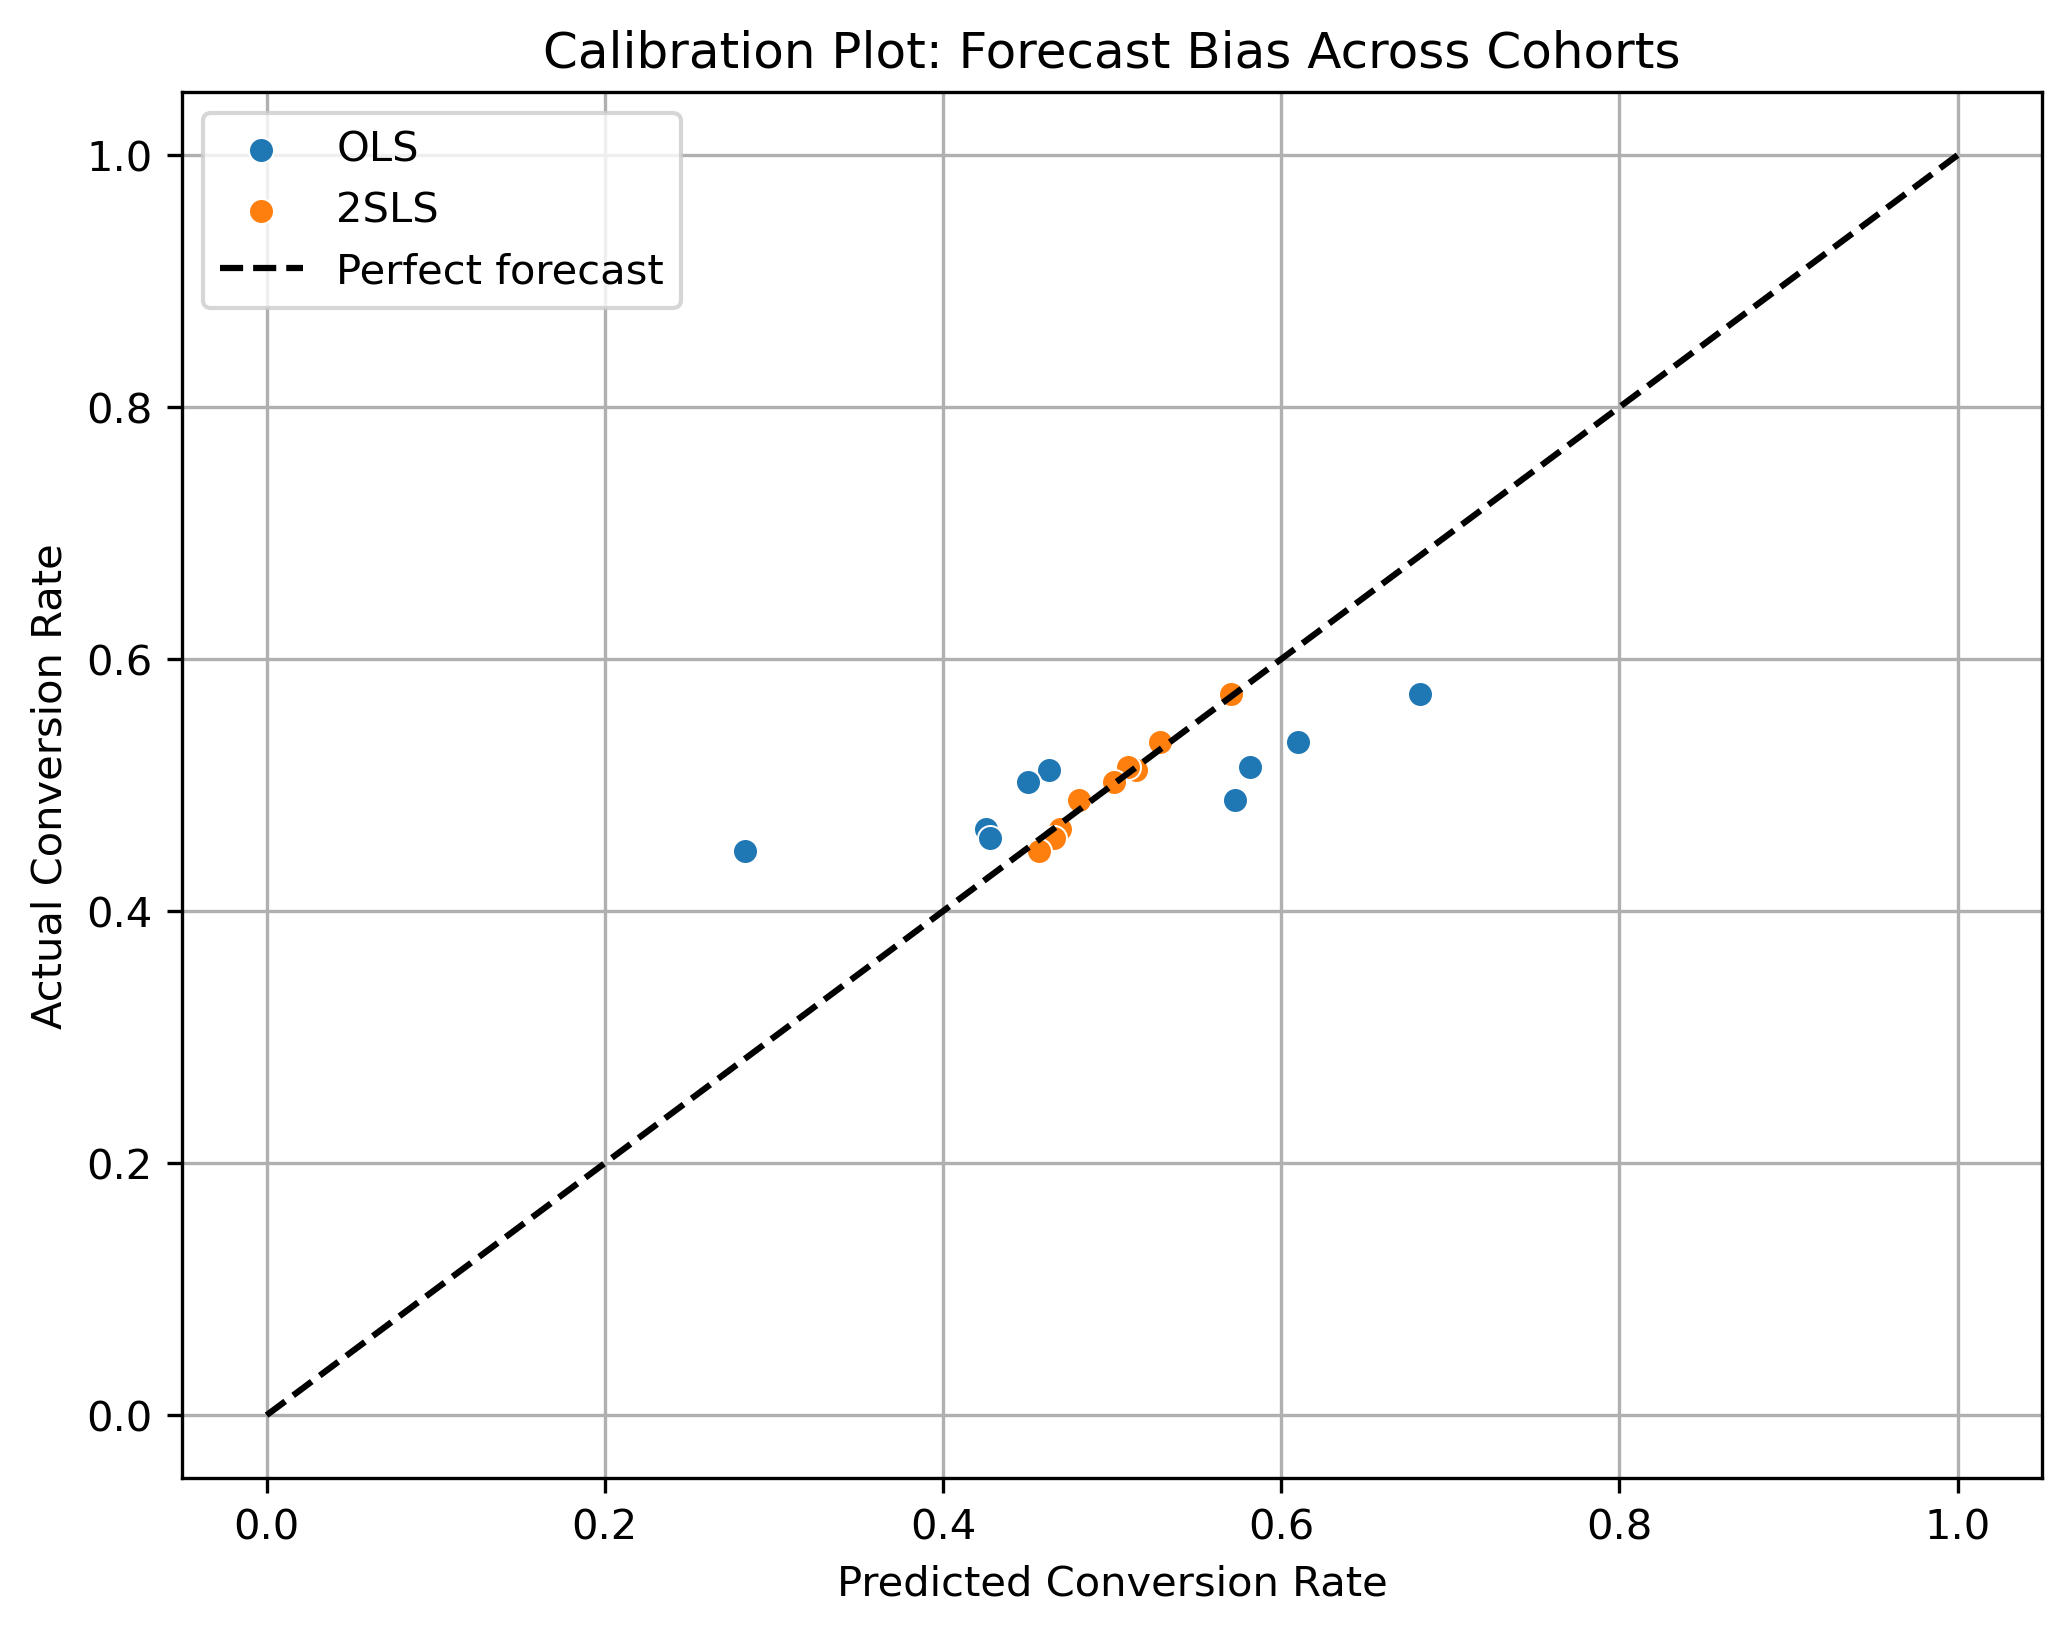 Calibration Plot: Forecast Bias Across Cohorts
OLS
2SLS
Perfect forecast
1.0
0.8
0.6
0.4
0.2
0.0
Actual Conversion Rate
0.0 0.2 0.4 0.6 0.8 1.0
Predicted Conversion Rate